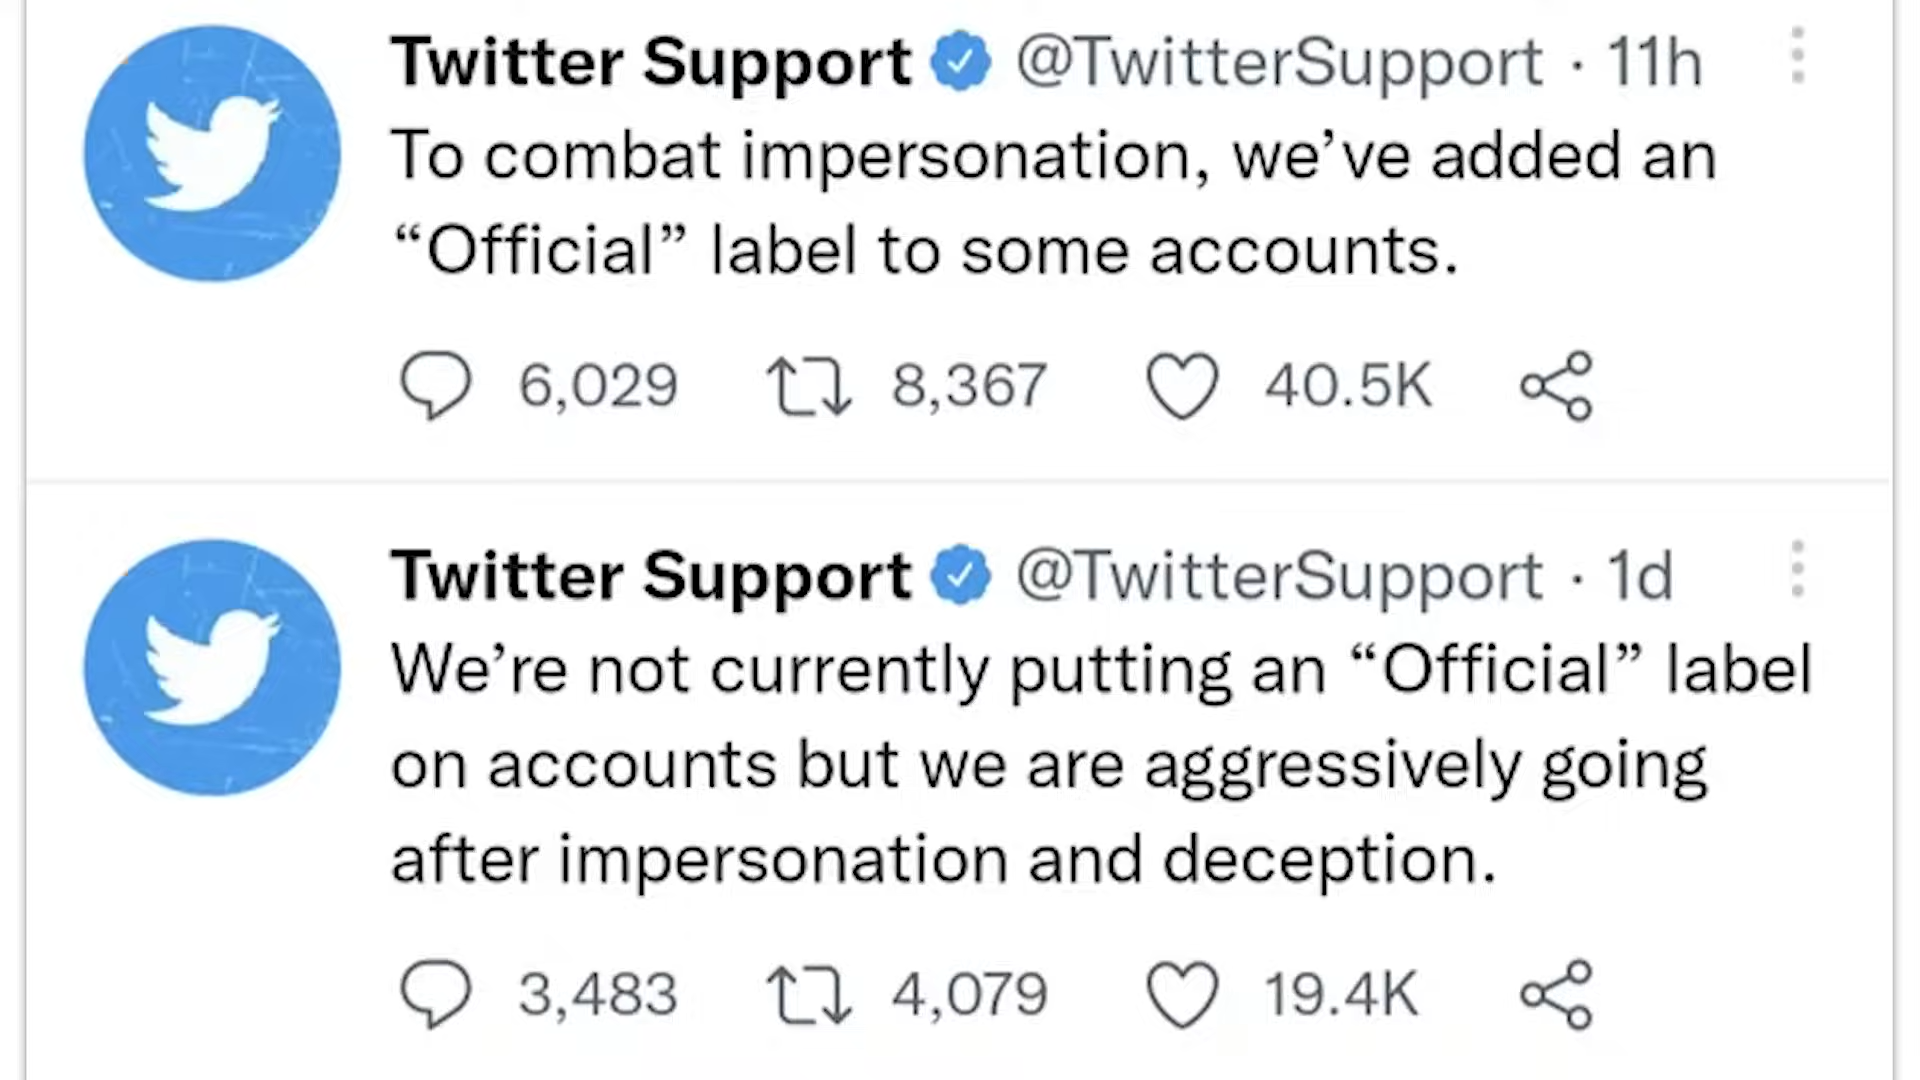 Twitter Support @TwitterSupport · 11h
To combat impersonation, we’ve added an
“Official” label to some accounts.
6,029 8,367 40.5K
Twitter Support @TwitterSupport · 1d
We’re not currently putting an “Official” label
on accounts but we are aggressively going
after impersonation and deception.
3,483 4,079 19.4K